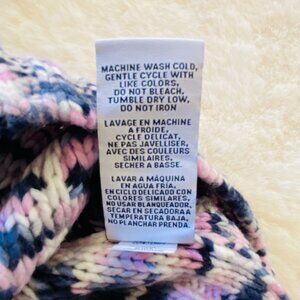 MACHINE WASH COLD,
GENTLE CYCLE WITH
LIKE COLORS,
DO NOT BLEACH,
TUMBLE DRY LOW,
DO NOT IRON
LAVAGE EN MACHINE
A FROIDE,
CYCLE DELICAT,
NE PAS JAVELLISER,
AVEC DES COULEURS
SIMILAIRES,
SECHER A BASSE.
LAVAR A MÁQUINA
EN AGUA FRIA,
EN CICLO DELICADO CON
COLORES SIMILARES,
NO USAR BLANQUEADOR,
SECAR EN SECADORA A
TEMPERATURA BAJA,
NO PLANCHAR PRENDA.